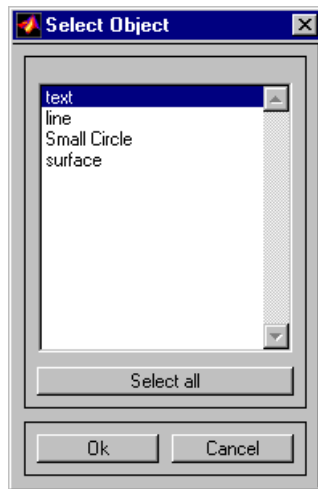 Select Object
text
line
Small Circle
surface
Select all
Ok Cancel